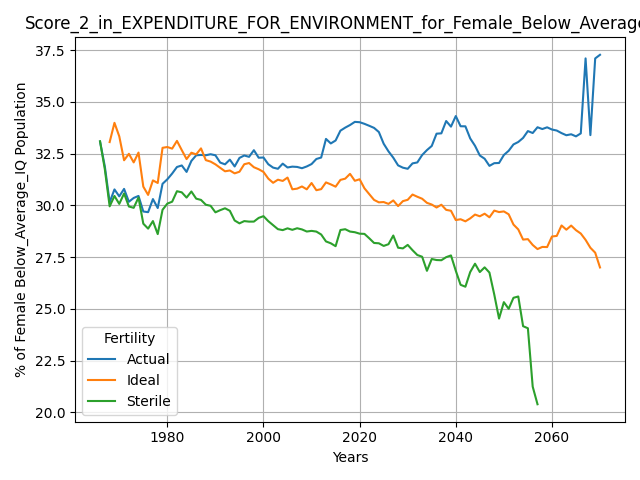 Score_2_in_EXPENDITURE_FOR_ENVIRONMENT_for_Female_Below_Average
37.5
35.0
32.5
30.0
27.5
25.0
22.5
20.0
% of Female Below_Average_IQ Population
Fertility
Actual
Ideal
Sterile
1980 2000 2020 2040 2060
Years